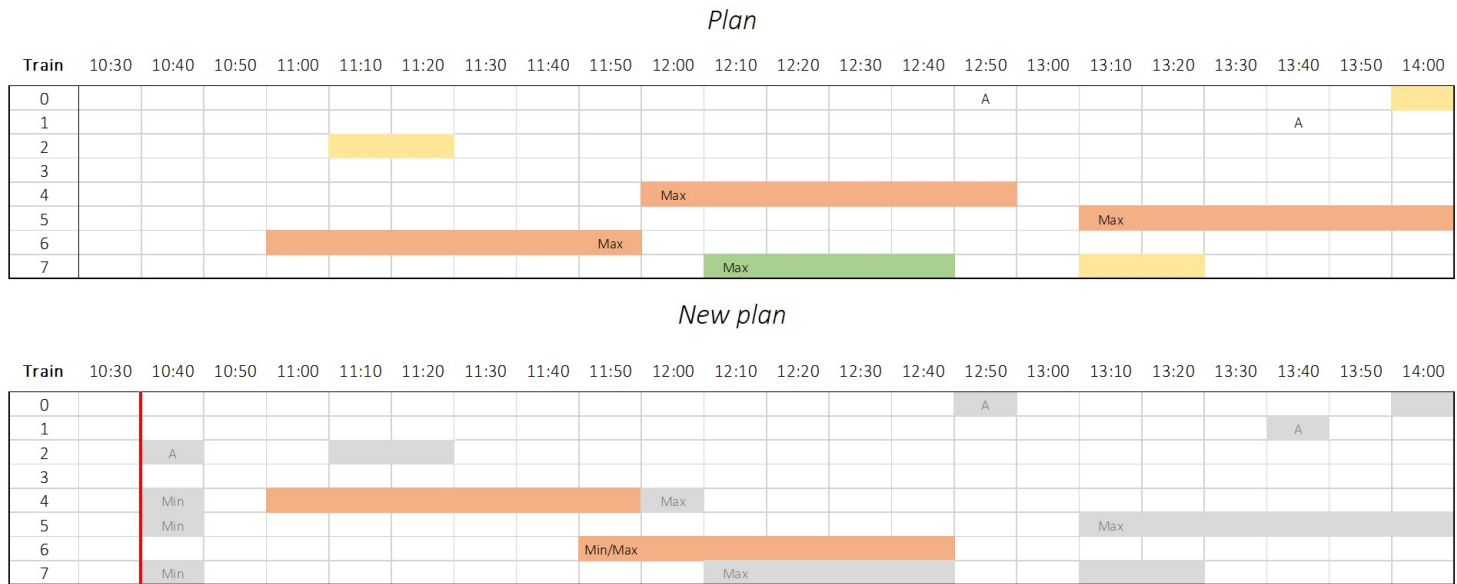 Plan
Train 10:30 10:40 10:50 11:00 11:10 11:20 11:30 11:40 11:50 12:00 12:10 12:20 12:30 12:40 12:50 13:00 13:10 13:20 13:30 13:40 13:50 14:00
0 A
1 A
2
3
4 Max
5 Max
6 Max
7 Max
New plan
Train 10:30 10:40 10:50 11:00 11:10 11:20 11:30 11:40 11:50 12:00 12:10 12:20 12:30 12:40 12:50 13:00 13:10 13:20 13:30 13:40 13:50 14:00
0 A
1 A
2 A
3
4 Min Max
5 Min Max
6 Min/Max
7 Min Max